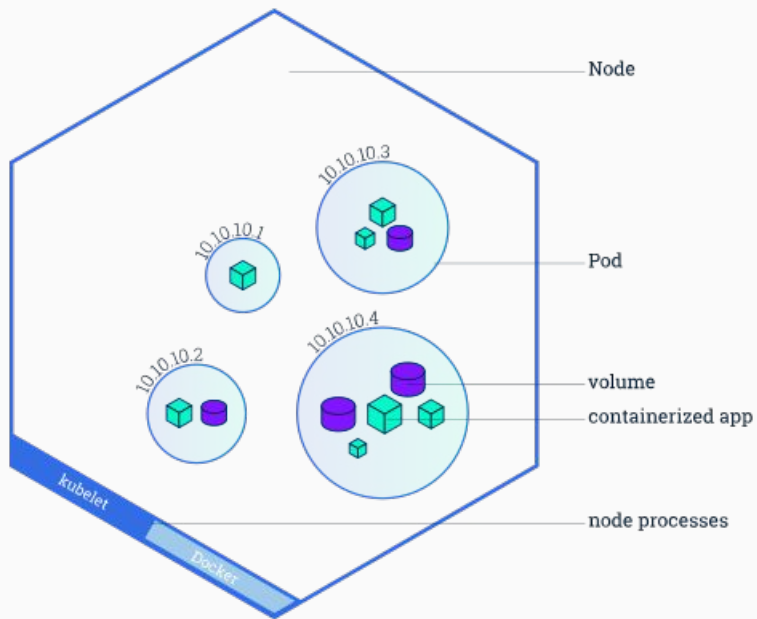 Node
10.10.10.3
10.10.10.1
Pod
10.10.10.4
10.10.10.2
volume
containerized app
kubelet
node processes
Docker